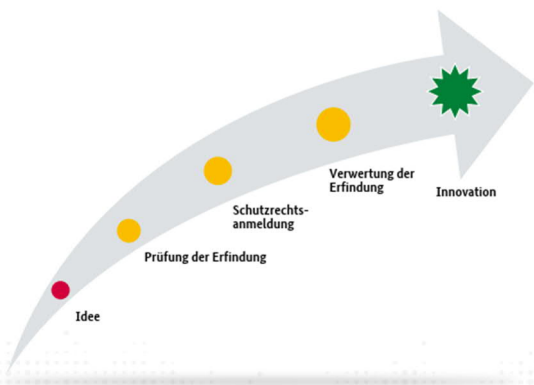 Verwertung der
Erfindung
Innovation
Schutzrechts-
anmeldung
Prüfung der Erfindung
Idee